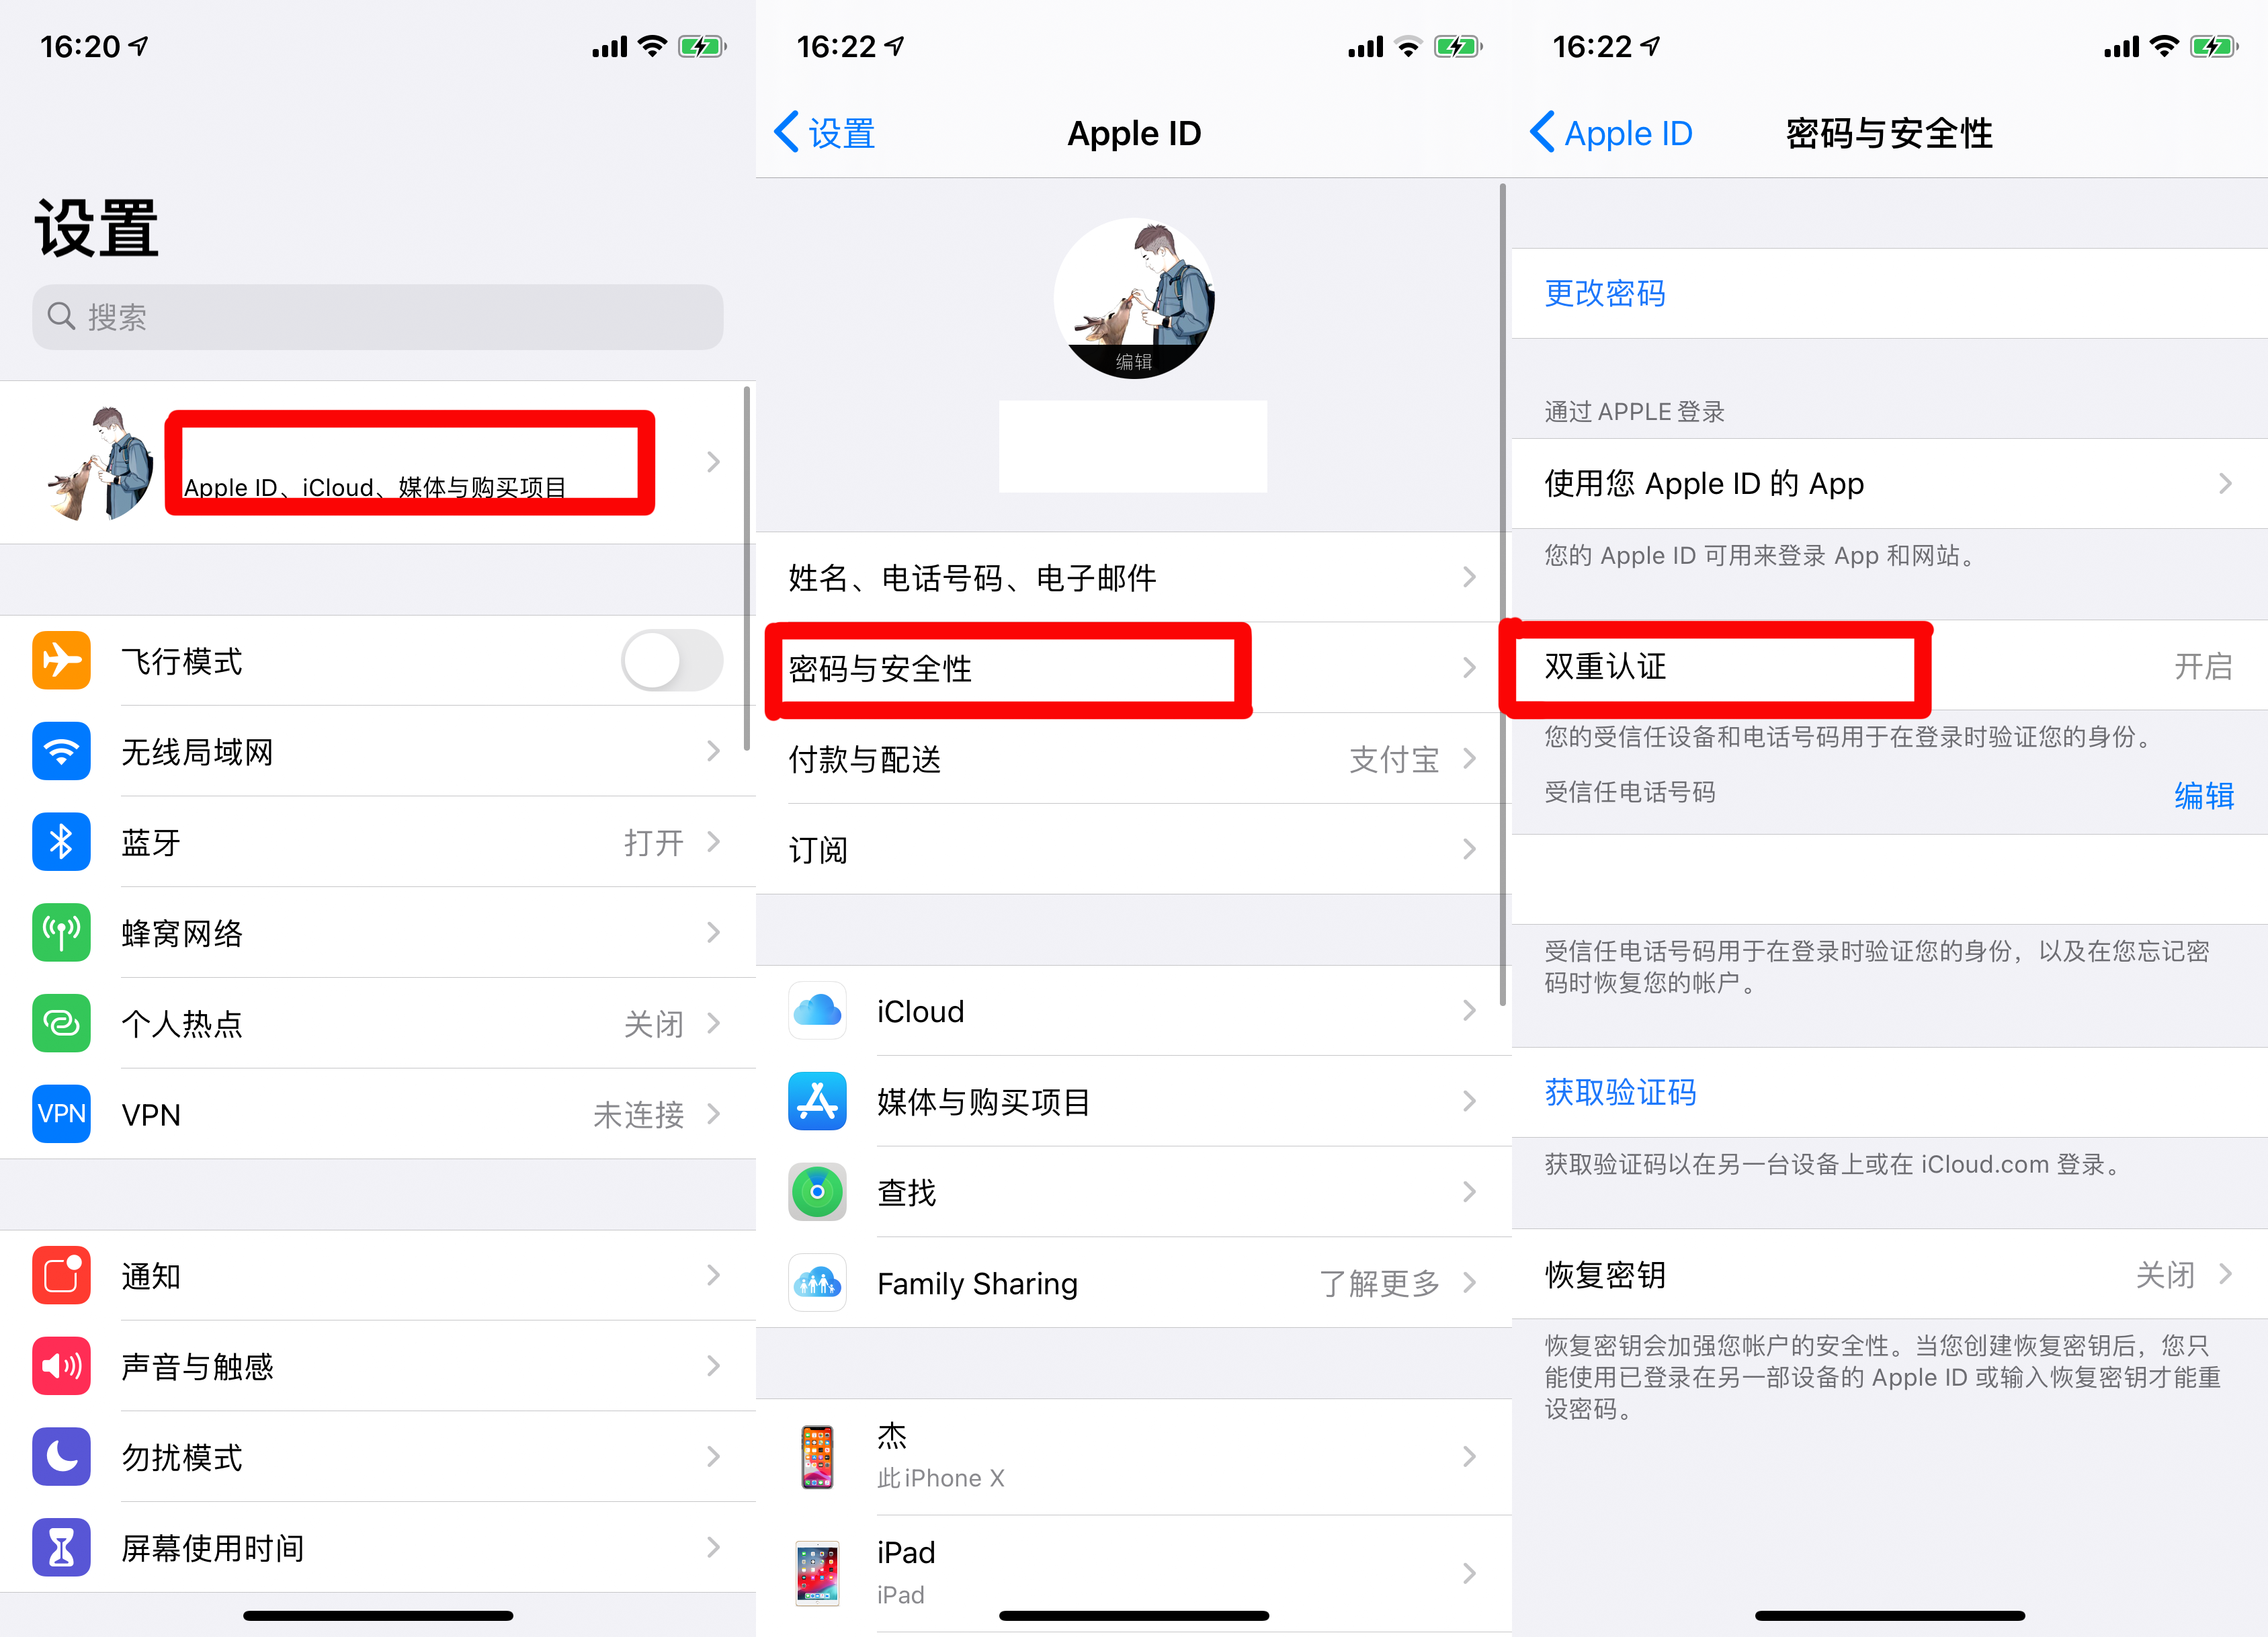 16:20
设置
搜索
Apple ID、iCloud、媒体与购买项目
飞行模式
无线局域网
蓝牙 打开
蜂窝网络
个人热点 关闭
VPN VPN 未连接
通知
声音与触感
勿扰模式
屏幕使用时间
16:22
设置 Apple ID
编辑
姓名、电话号码、电子邮件
密码与安全性
付款与配送 支付宝
订阅
iCloud
媒体与购买项目
查找
Family Sharing 了解更多
杰
此 iPhone X
iPad
iPad
16:22
Apple ID 密码与安全性
更改密码
通过 APPLE 登录
使用您 Apple ID 的 App
您的 Apple ID 可用来登录 App 和网站。
双重认证 开启
您的受信任设备和电话号码用于在登录时验证您的身份。
受信任电话号码 编辑
受信任电话号码用于在登录时验证您的身份，以及在您忘记密
码时恢复您的帐户。
获取验证码
获取验证码以在另一台设备上或在 iCloud.com 登录。
恢复密钥 关闭
恢复密钥会加强您帐户的安全性。当您创建恢复密钥后，您只
能使用已登录在另一部设备的 Apple ID 或输入恢复密钥才能重
设密码。